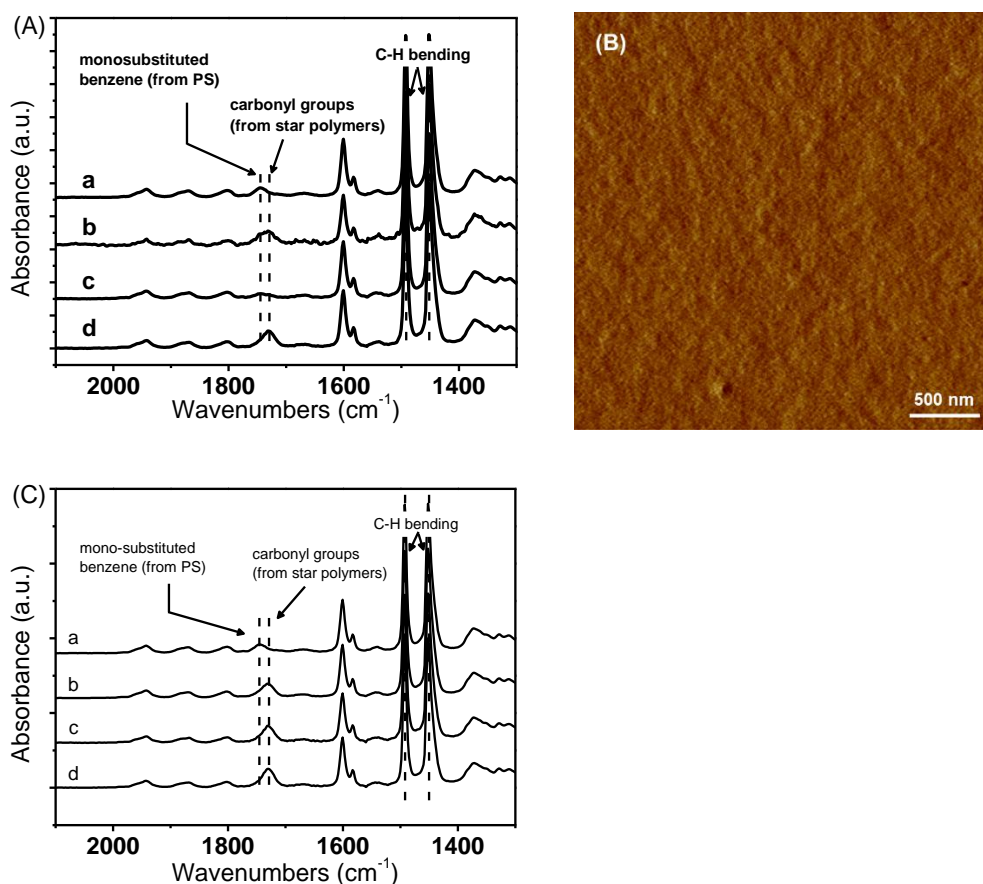 (A)
monosubstituted
benzene (from PS)
carbonyl groups
(from star polymers)
C-H bending
a
b
c
d
Absorbance (a.u.)
2000 1800 1600 1400
Wavenumbers (cm⁻¹)
(B)
500 nm
(C)
mono-substituted
benzene (from PS)
carbonyl groups
(from star polymers)
C-H bending
a
b
c
d
Absorbance (a.u.)
2000 1800 1600 1400
Wavenumbers (cm⁻¹)